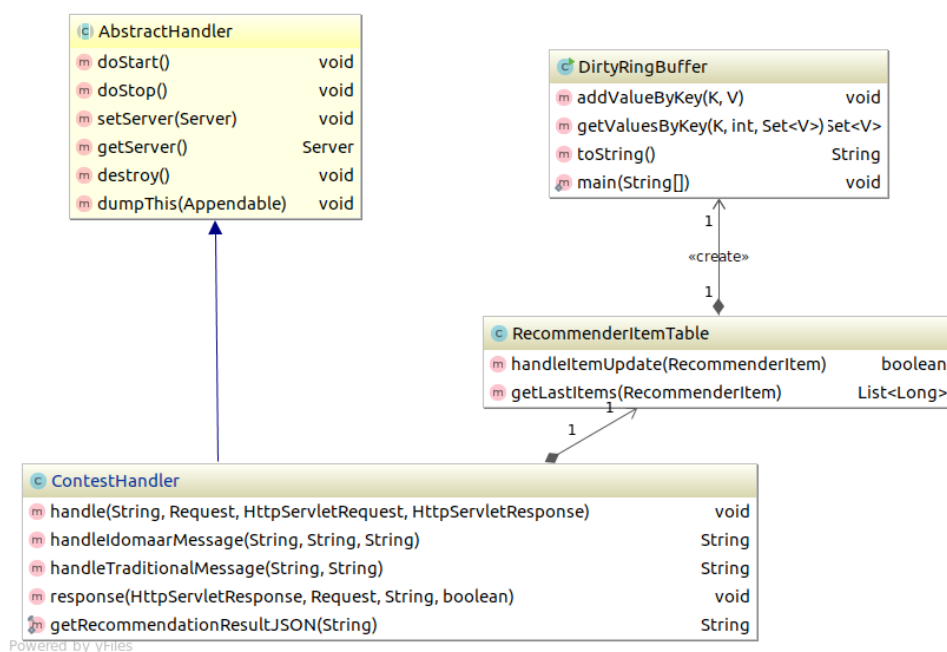 AbstractHandler
doStart() void
doStop() void
setServer(Server) void
getServer() Server
destroy() void
dumpThis(Appendable) void
DirtyRingBuffer
addValueByKey(K, V) void
getValuesByKey(K, int, Set<V>) Set<V>
toString() String
main(String[]) void
1
«create»
1
RecommenderItemTable
handleItemUpdate(RecommenderItem) boolean
getLastItems(RecommenderItem) List<Long>
1
1
ContestHandler
handle(String, Request, HttpServletRequest, HttpServletResponse) void
handleIdomaarMessage(String, String, String) String
handleTraditionalMessage(String, String) String
response(HttpServletResponse, Request, String, boolean) void
getRecommendationResultJSON(String) String
Powered by yFiles